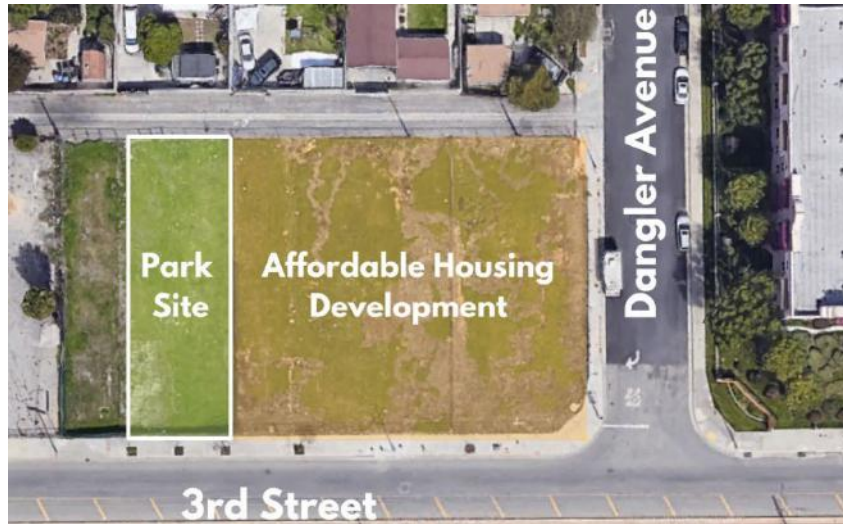 Park
Site
Affordable Housing
Development
Dangler Avenue
3rd Street